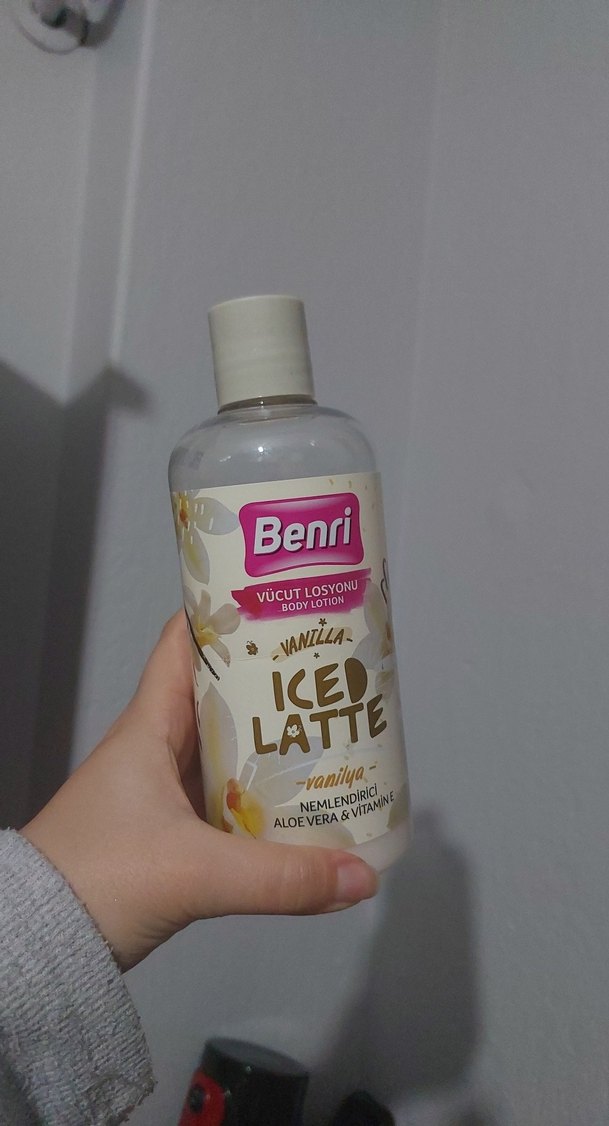 Benri
VÜCUT LOSYONU
BODY LOTION
-VANILLA-
ICED
LATTE
-vanilya-
NEMLENDİRİCİ
ALOE VERA & VİTAMİN E